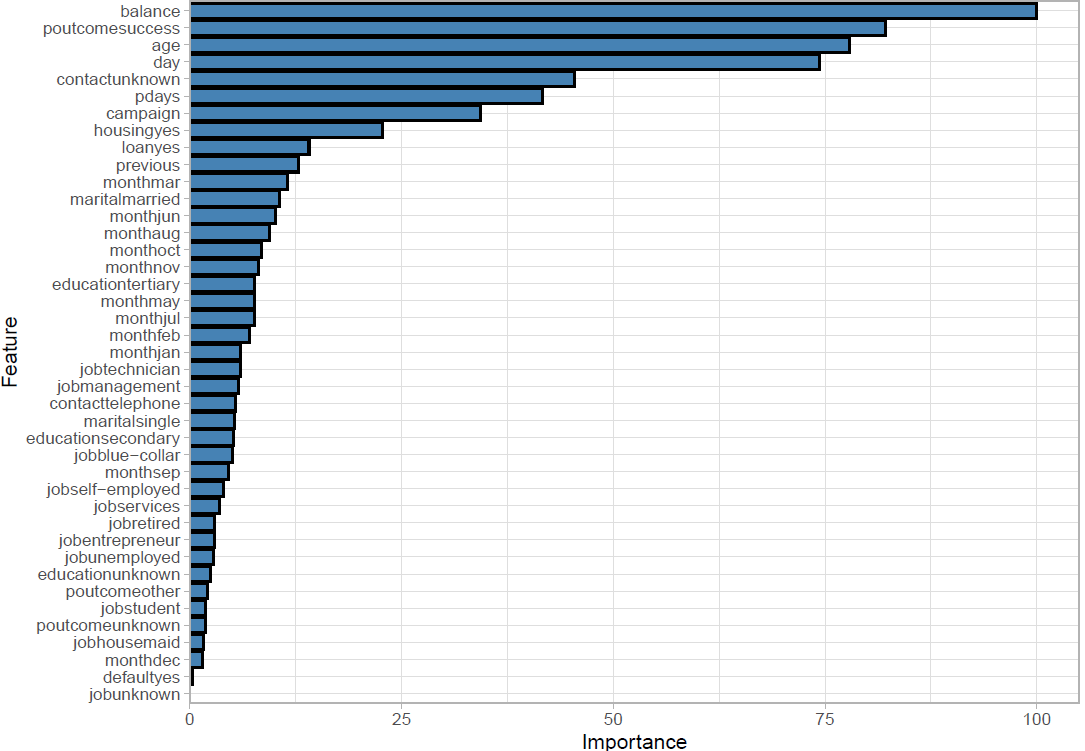 balance
poutcomesuccess
age
day
contactunknown
pdays
campaign
housingyes
loanyes
previous
monthmar
maritalmarried
monthjun
monthaug
monthoct
monthnov
educationtertiary
monthmay
monthjul
monthfeb
monthjan
jobtechnician
jobmanagement
contacttelephone
maritalsingle
educationsecondary
jobblue−collar
monthsep
jobself−employed
jobservices
jobretired
jobentrepreneur
jobunemployed
educationunknown
poutcomeother
jobstudent
poutcomeunknown
jobhousemaid
monthdec
defaultyes
jobunknown
Feature
0 25 50 75 100
Importance